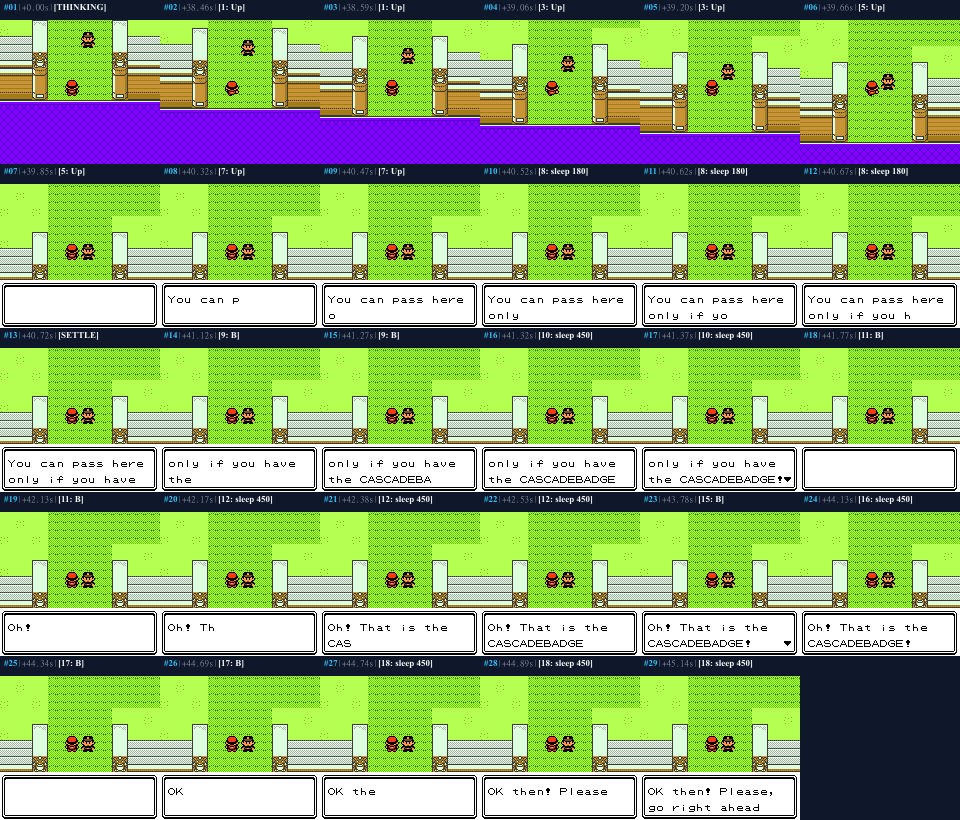 #01|+0.00s|[THINKING]
#02|+38.46s|[1: Up]
#03|+38.59s|[1: Up]
#04|+39.06s|[3: Up]
#05|+39.20s|[3: Up]
#06|+39.66s|[5: Up]
#07|+39.85s|[5: Up]
#08|+40.32s|[7: Up]
#09|+40.47s|[7: Up]
#10|+40.52s|[8: sleep 180]
#11|+40.62s|[8: sleep 180]
#12|+40.67s|[8: sleep 180]
You can p
You can pass here
o
You can pass here
only
You can pass here
only if yo
You can pass here
only if you h
#13|+40.72s|[SETTLE]
#14|+41.12s|[9: B]
#15|+41.27s|[9: B]
#16|+41.32s|[10: sleep 450]
#17|+41.37s|[10: sleep 450]
#18|+41.77s|[11: B]
You can pass here
only if you have
only if you have
the
only if you have
the CASCADEBA
only if you have
the CASCADEBADGE
only if you have
the CASCADEBADGE!▼
#19|+42.13s|[11: B]
#20|+42.17s|[12: sleep 450]
#21|+42.38s|[12: sleep 450]
#22|+42.53s|[12: sleep 450]
#23|+43.78s|[15: B]
#24|+44.13s|[16: sleep 450]
Oh!
Oh! Th
Oh! That is the
CAS
Oh! That is the
CASCADEBADGE
Oh! That is the
CASCADEBADGE! ▼
Oh! That is the
CASCADEBADGE!
#25|+44.34s|[17: B]
#26|+44.69s|[17: B]
#27|+44.74s|[18: sleep 450]
#28|+44.89s|[18: sleep 450]
#29|+45.14s|[18: sleep 450]
OK
OK the
OK then! Please
OK then! Please,
go right ahead